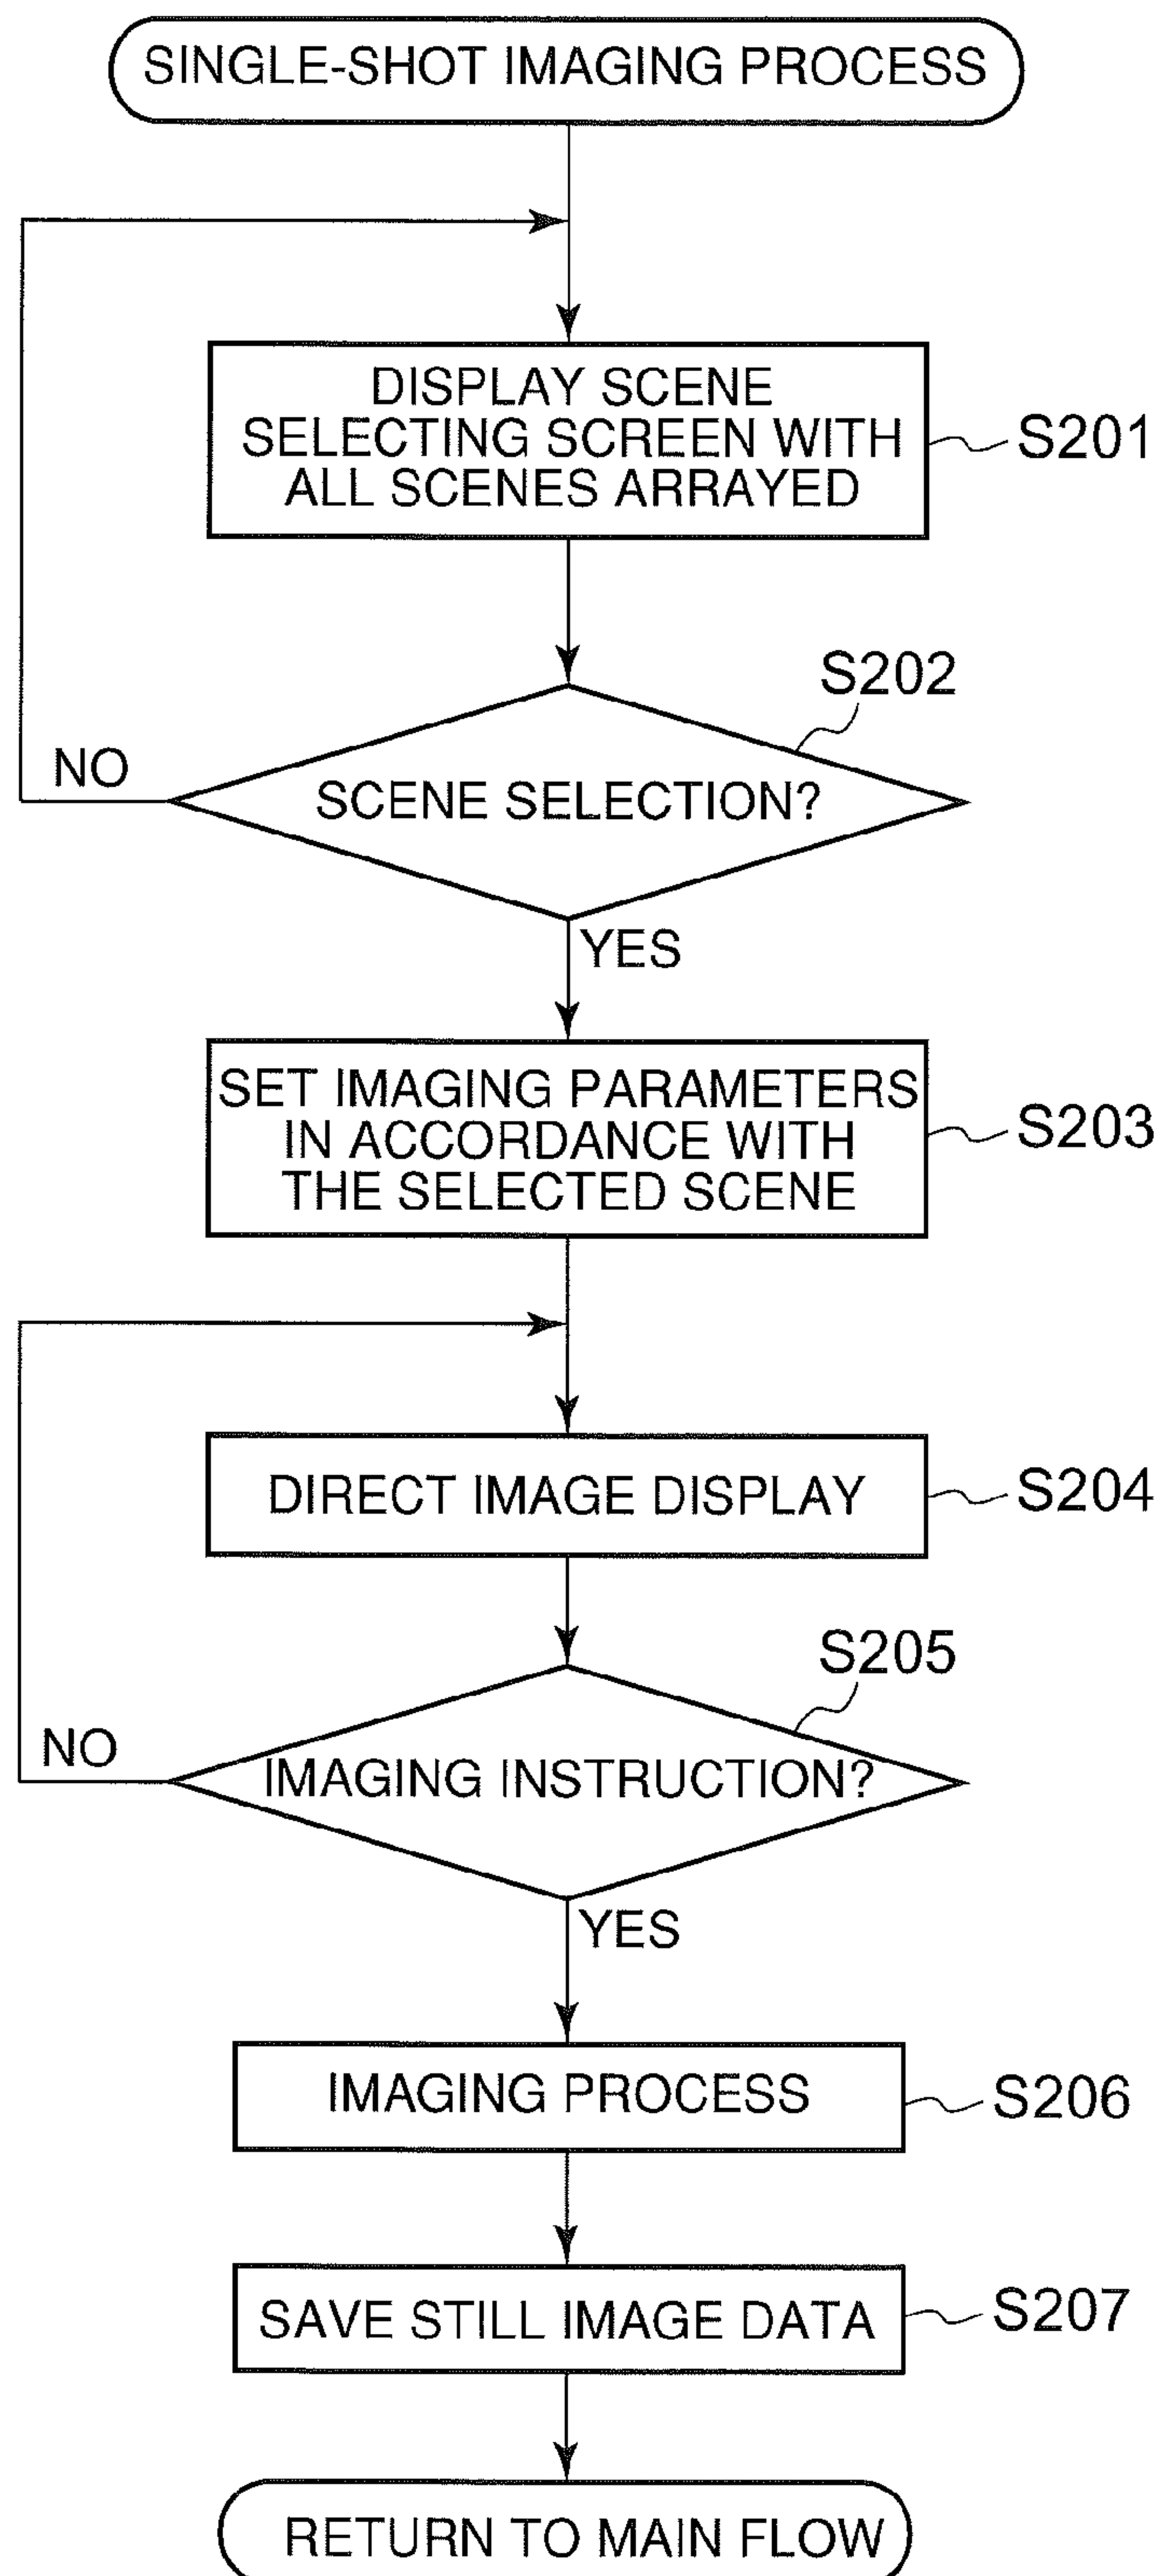 SINGLE-SHOT IMAGING PROCESS
DISPLAY SCENE
SELECTING SCREEN WITH
ALL SCENES ARRAYED
S201
S202
SCENE SELECTION?
NO
YES
SET IMAGING PARAMETERS
IN ACCORDANCE WITH
THE SELECTED SCENE
S203
DIRECT IMAGE DISPLAY
S204
S205
IMAGING INSTRUCTION?
NO
YES
IMAGING PROCESS
S206
SAVE STILL IMAGE DATA
S207
RETURN TO MAIN FLOW